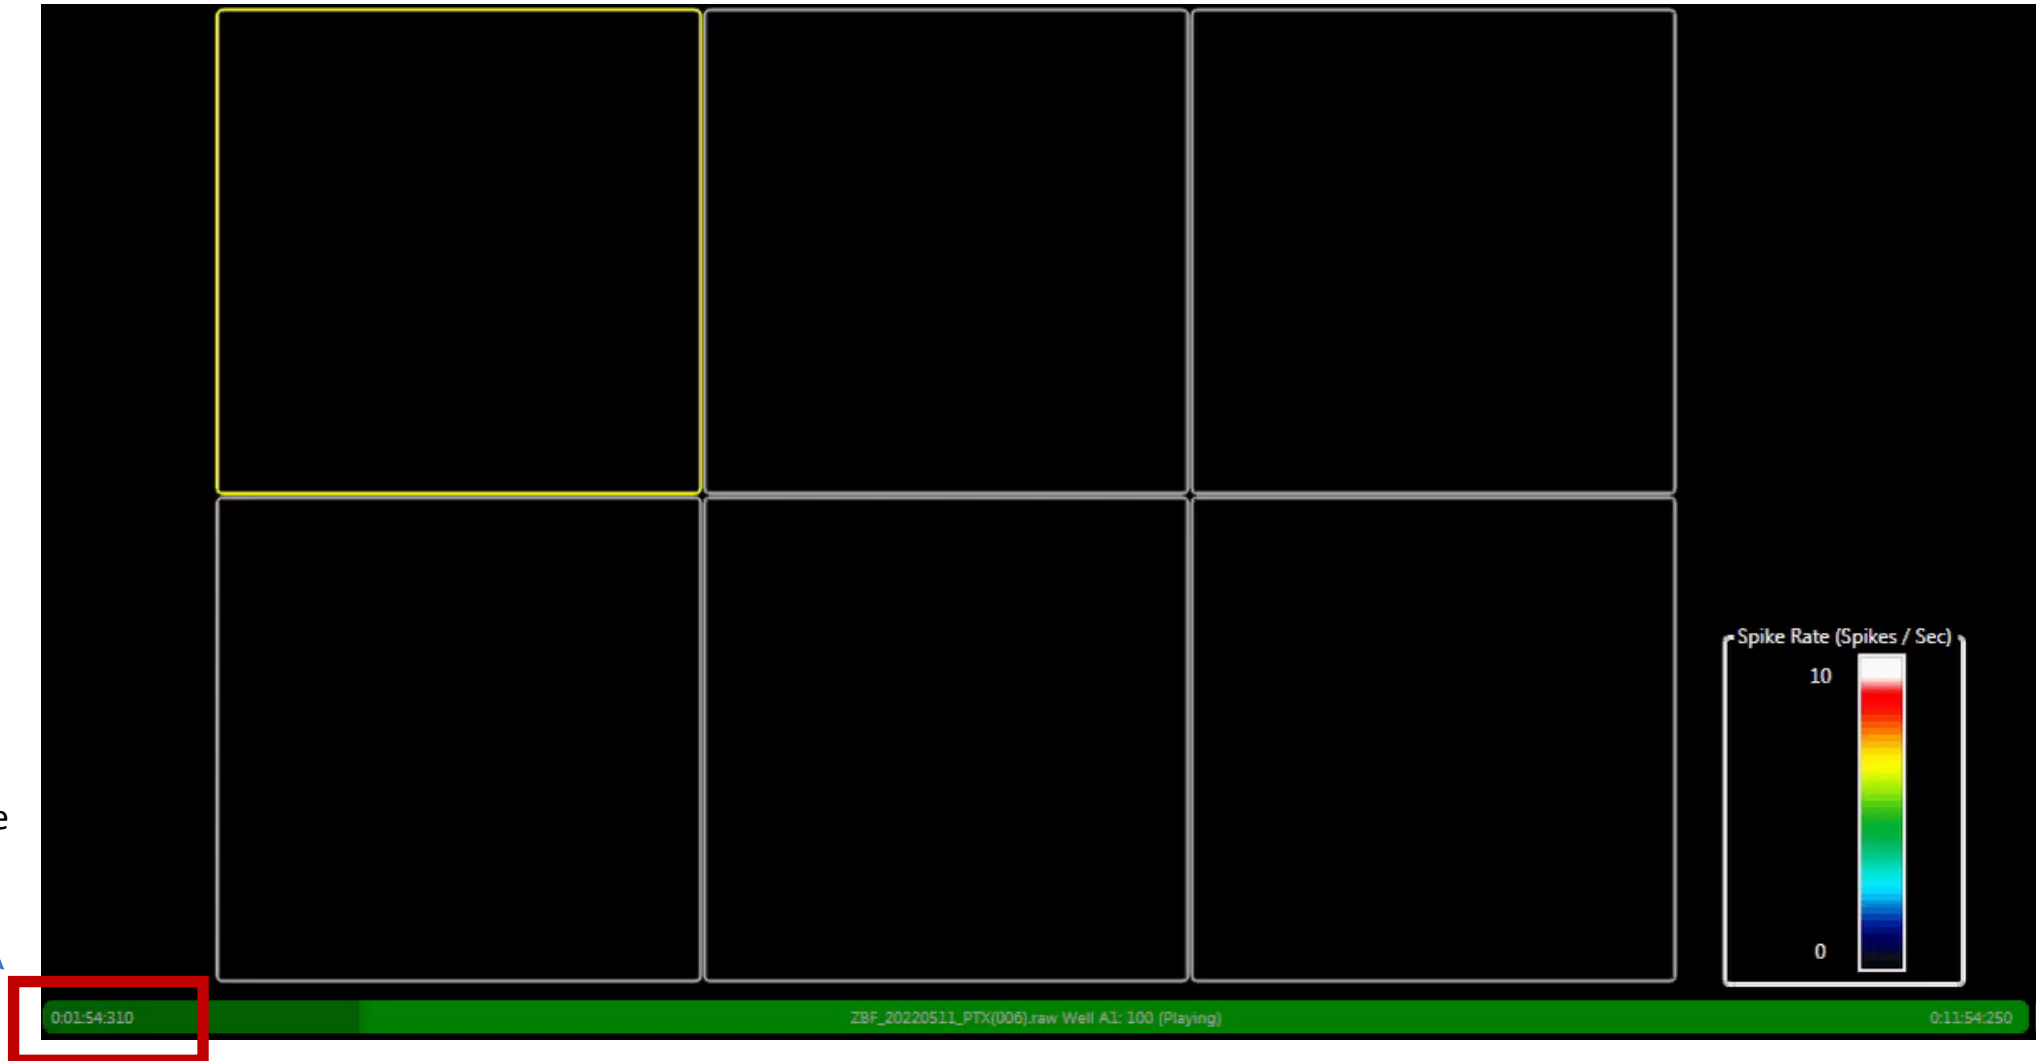 Spike Rate (Spikes / Sec)
10
e
0
0:01:54:310 ZBF_20220511_PTX(006).raw Well A1: 100 (Playing) 0:11:54:250